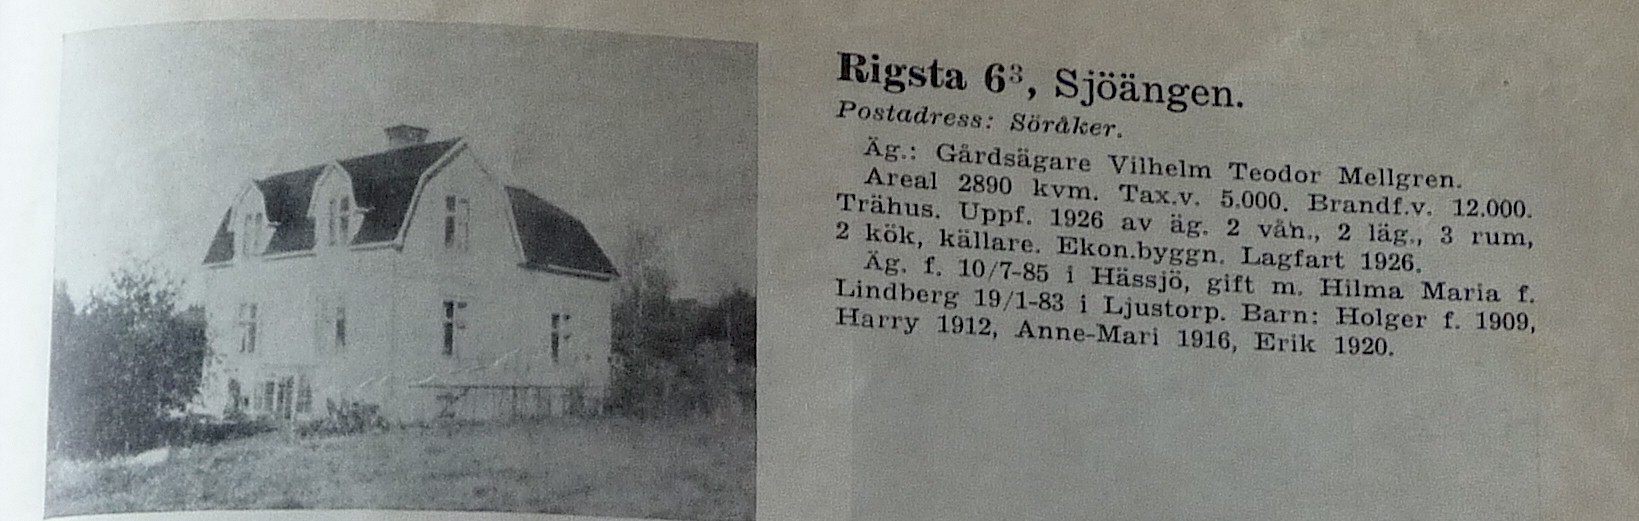 Rigsta 6³, Sjöängen.
Postadress: Söråker.
Äg.: Gårdsägare Vilhelm Teodor Mellgren.
Areal 2890 kvm. Tax.v. 5.000. Brandf.v. 12.000.
Trähus. Uppf. 1926 av äg. 2 vån., 2 läg., 3 rum,
2 kök, källare. Ekon.byggn. Lagfart 1926.
Äg. f. 10/7-85 i Hässjö, gift m. Hilma Maria f.
Lindberg 19/1-83 i Ljustorp. Barn: Holger f. 1909,
Harry 1912, Anne-Mari 1916, Erik 1920.